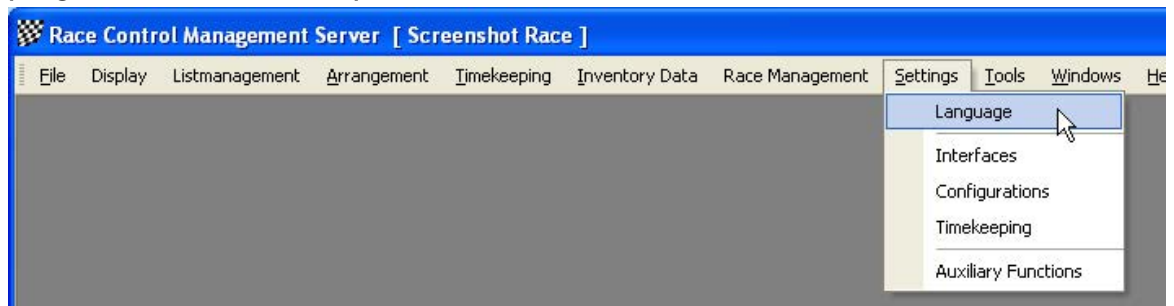 Race Control Management Server [ Screenshot Race ]
File Display Listmanagement Arrangement Timekeeping Inventory Data Race Management Settings Tools Windows He
Language
Interfaces
Configurations
Timekeeping
Auxiliary Functions